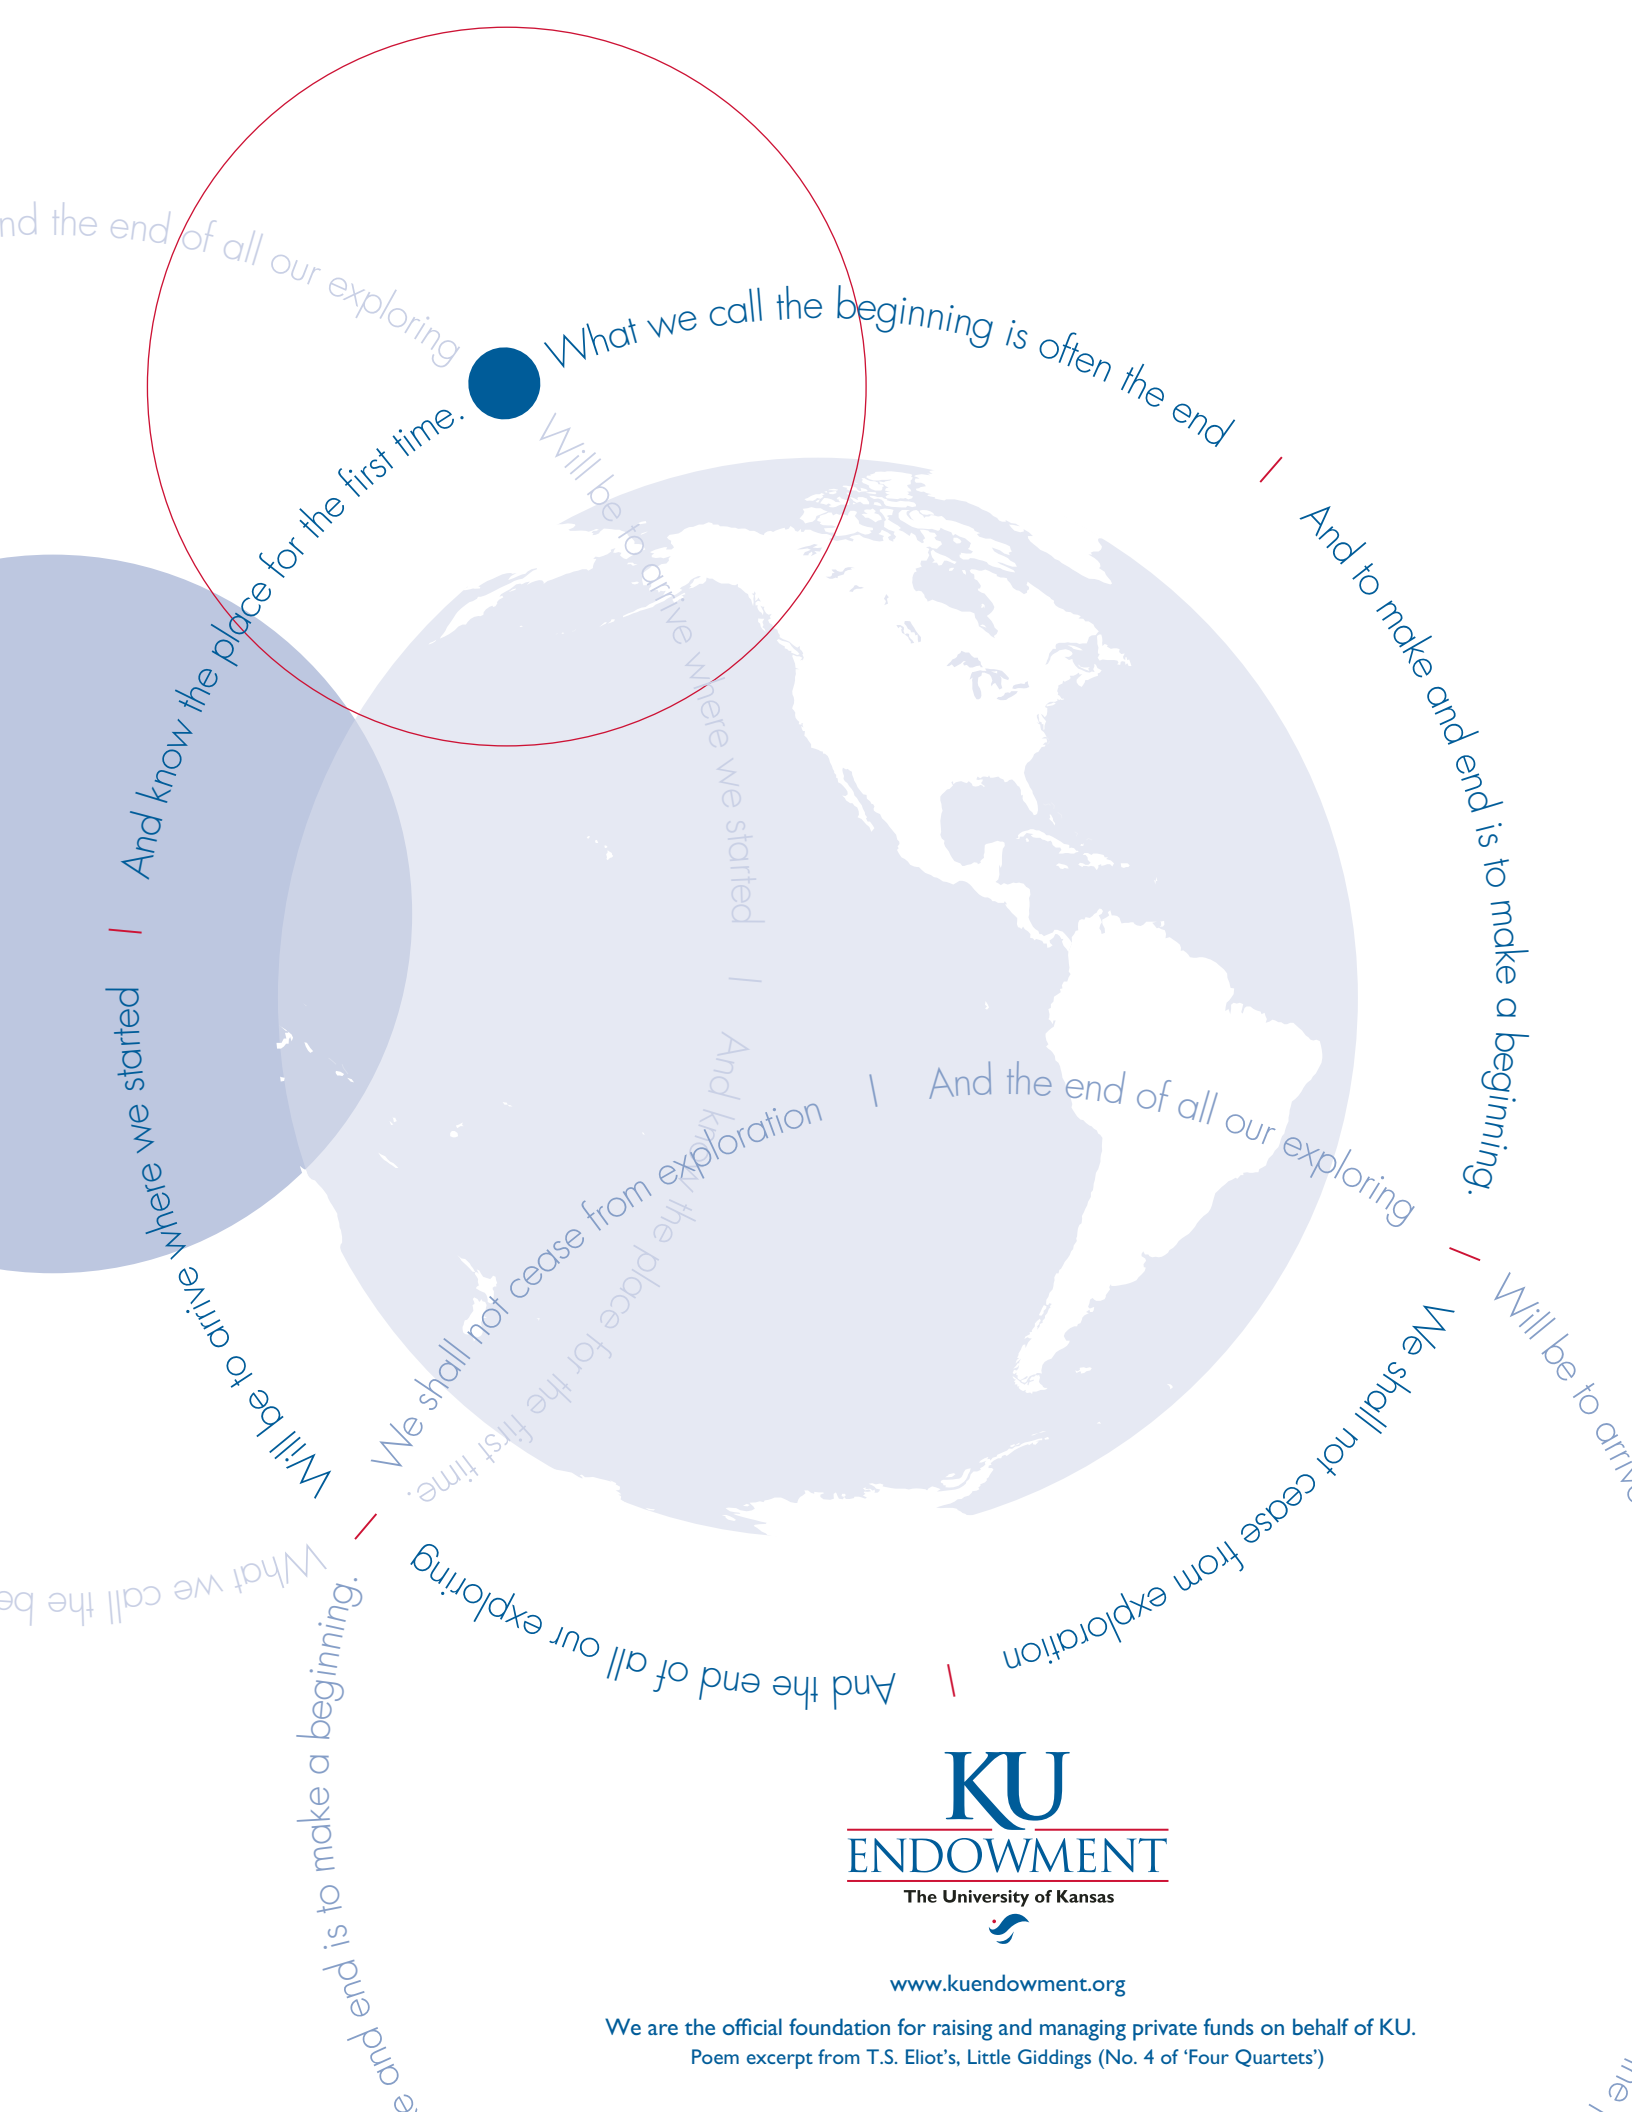 nd the end of all our exploring
What we call the beginning is often the end |
And to make and end is to make a beginning. |
We shall not cease from exploration |
And the end of all our exploring |
Will be to arrive where we started |
And know the place for the first time.
Will be to arrive where we started |
And know the place for the first time.
We shall not cease from exploration |
And the end of all our exploring
Will be to arriv
What we call the be
e and end is to make a beginning.
KU
ENDOWMENT
The University of Kansas
www.kuendowment.org
We are the official foundation for raising and managing private funds on behalf of KU.
Poem excerpt from T.S. Eliot’s, Little Giddings (No. 4 of ‘Four Quartets’)